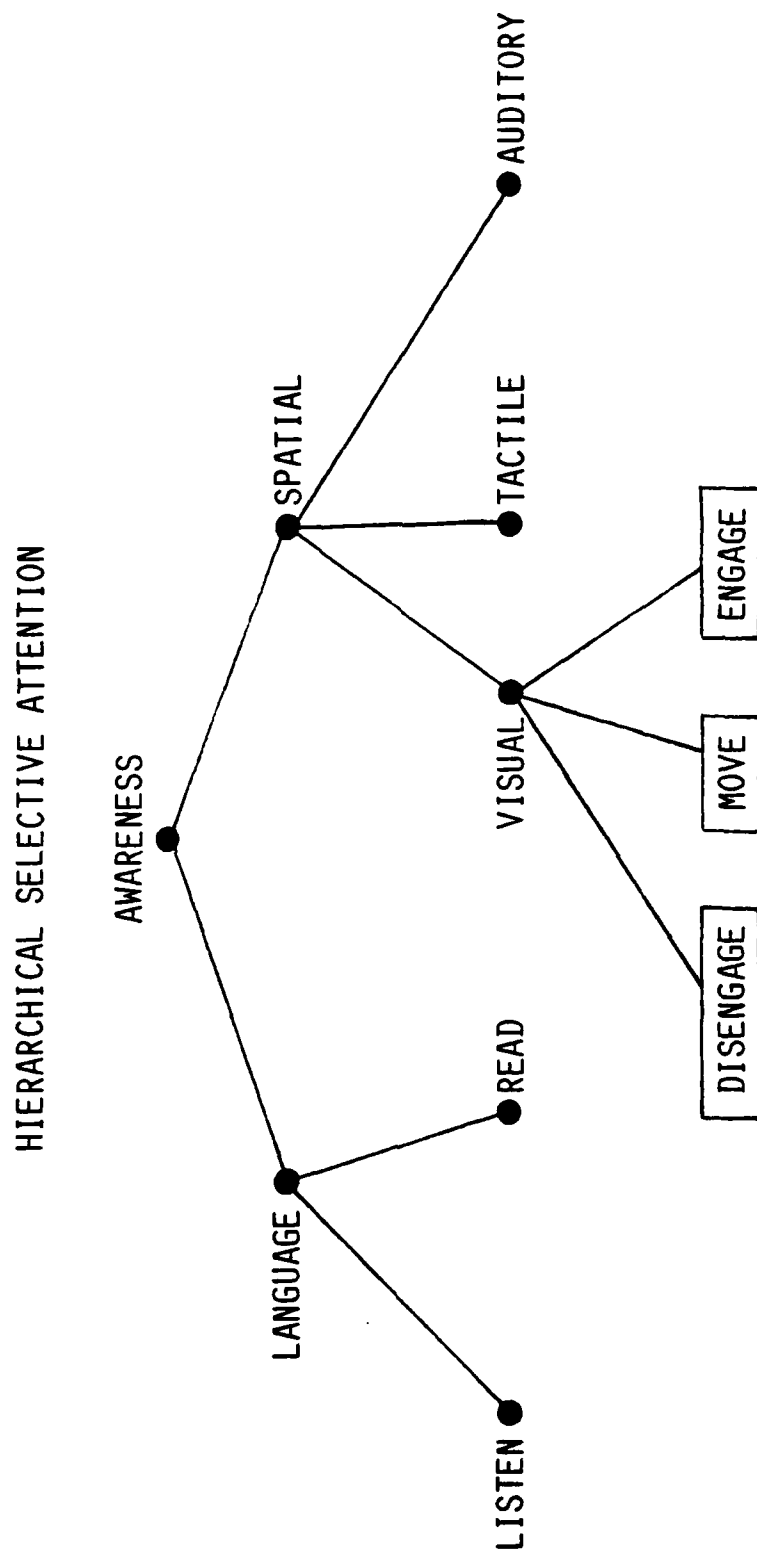 HIERARCHICAL SELECTIVE ATTENTION
AWARENESS
LANGUAGE
SPATIAL
LISTEN
READ
VISUAL
TACTILE
AUDITORY
DISENGAGE
MOVE
ENGAGE